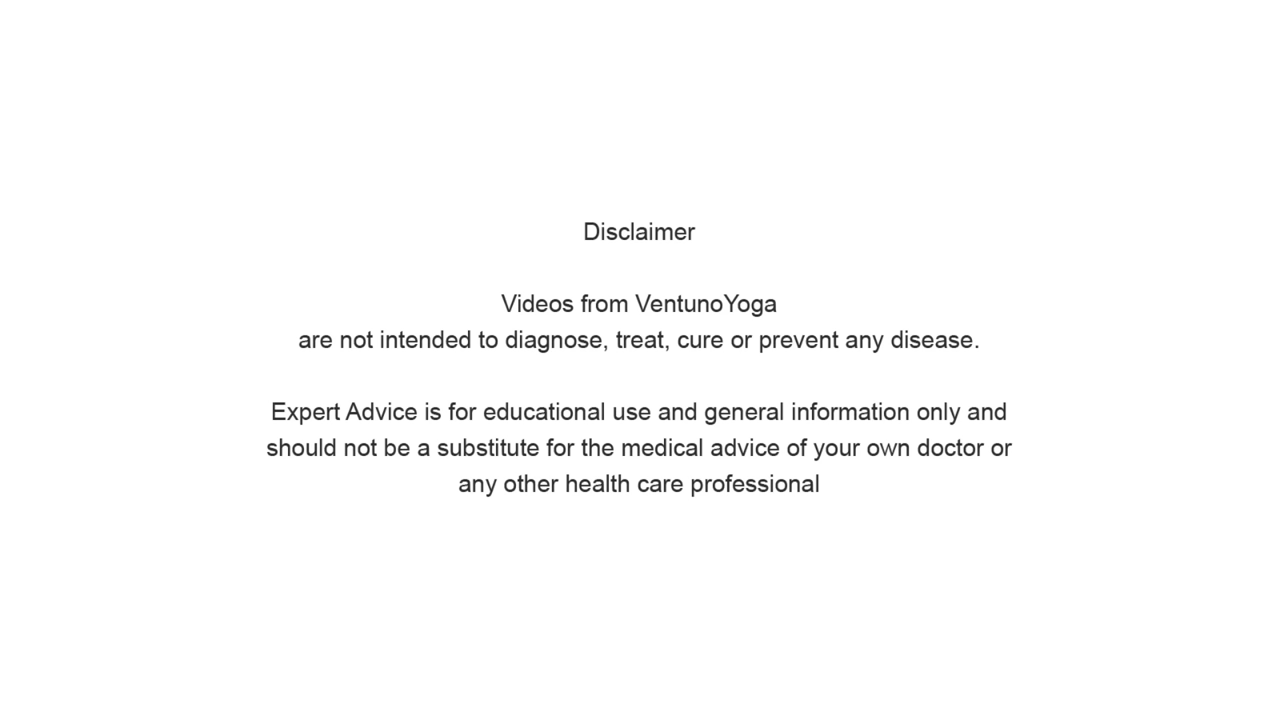 Disclaimer
Videos from VentunoYoga
are not intended to diagnose, treat, cure or prevent any disease.
Expert Advice is for educational use and general information only and
should not be a substitute for the medical advice of your own doctor or
any other health care professional